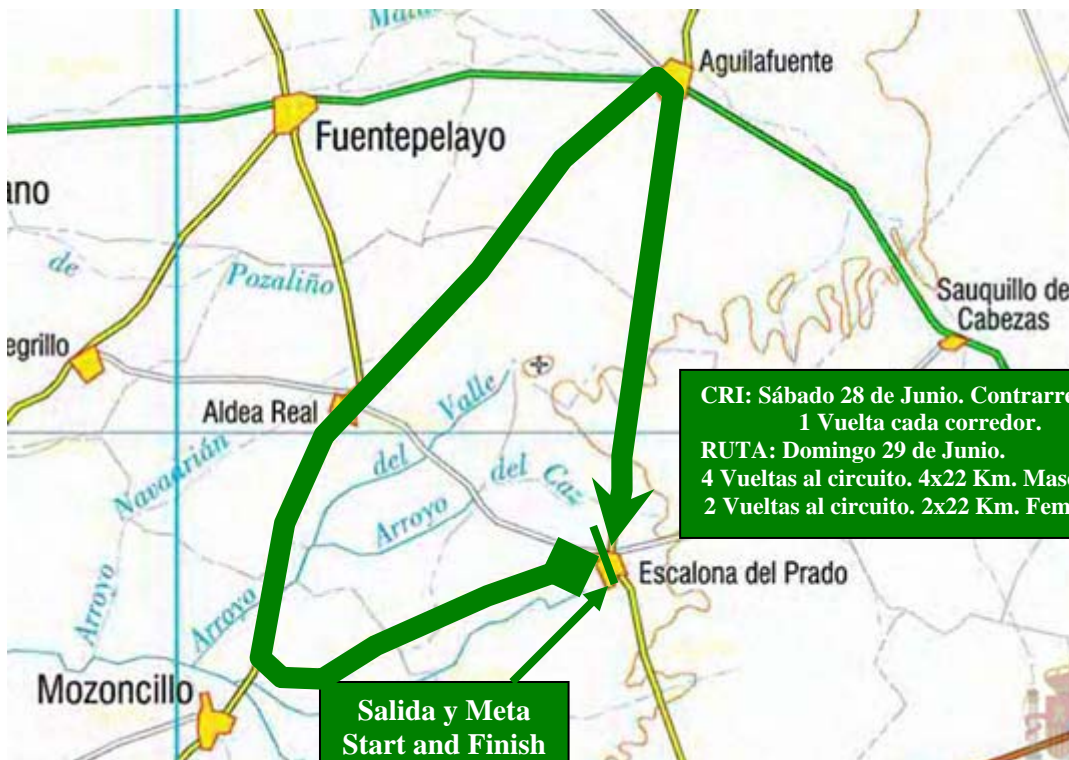 Aguilafuente
Fuentepelayo
ano
de
Pozaliño
Sauquillo de
Cabezas
egrillo
Aldea Real
Valle
del
del
Caz
Navaarián
Arroyo
CRI: Sábado 28 de Junio. Contrarre
1 Vuelta cada corredor.
RUTA: Domingo 29 de Junio.
4 Vueltas al circuito. 4x22 Km. Masc
2 Vueltas al circuito. 2x22 Km. Fem
Escalona del Prado
Arroyo
Arroyo
Mozoncillo
Salida y Meta
Start and Finish